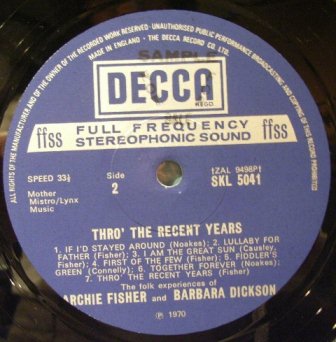 ALL RIGHTS OF THE MANUFACTURER AND OF THE OWNER OF THE RECORDED WORK RESERVED · UNAUTHORISED PUBLIC PERFORMANCE BROADCASTING AND COPYING OF THIS RECORD PROHIBITED
MADE IN ENGLAND · THE DECCA RECORD CO. LTD.
SAMPLE
DECCA
REGD.
ffss FULL FREQUENCY ffss
STEREOPHONIC SOUND
SPEED 33⅓
Side
2
‡ZAL 9498P‡
SKL 5041
Mother
Mistro/Lynx
Music
THRO' THE RECENT YEARS
1. IF I'D STAYED AROUND (Noakes); 2. LULLABY FOR
FATHER (Fisher); 3. I AM THE GREAT SUN (Causley,
Fisher); 4. FIRST OF THE FEW (Fisher); 5. FIDDLER'S
GREEN (Connelly); 6. TOGETHER FOREVER (Noakes);
7. THRO' THE RECENT YEARS (Fisher)
The folk experiences of
ARCHIE FISHER and BARBARA DICKSON
Ⓟ 1970